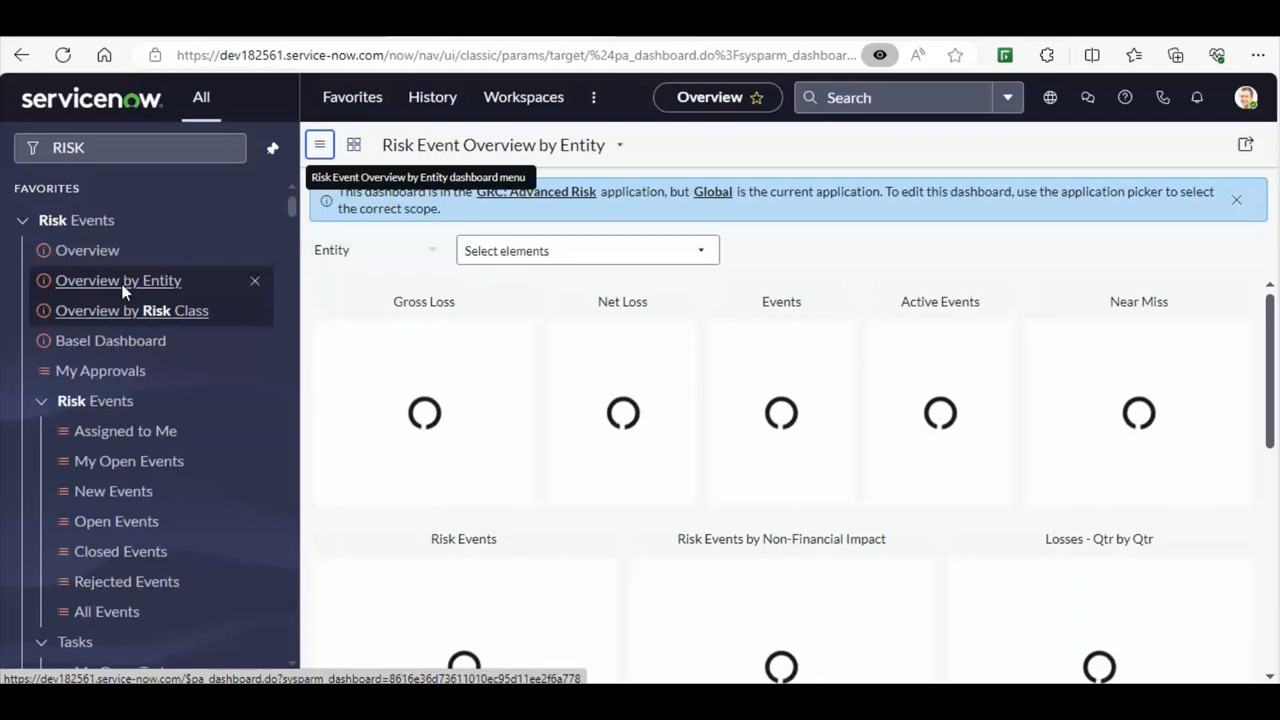 https://dev182561.service-now.com/now/nav/ui/classic/params/target/%24pa_dashboard.do%3Fsysparm_dashboar...
servicenow
All
Favorites
History
Workspaces
Overview
Search
RISK
Risk Event Overview by Entity
Risk Event Overview by Entity dashboard menu
FAVORITES
This dashboard is in the GRC: Advanced Risk application, but Global is the current application. To edit this dashboard, use the application picker to select
the correct scope.
Risk Events
Overview
Overview by Entity
Overview by Risk Class
Basel Dashboard
My Approvals
Risk Events
Assigned to Me
My Open Events
New Events
Open Events
Closed Events
Rejected Events
All Events
Tasks
Entity
Select elements
Gross Loss
Net Loss
Events
Active Events
Near Miss
Risk Events
Risk Events by Non-Financial Impact
Losses - Qtr by Qtr
https://dev182561.service-now.com/$pa_dashboard.do?sysparm_dashboard=8616e36d73611010ec95d11ee2f6a778